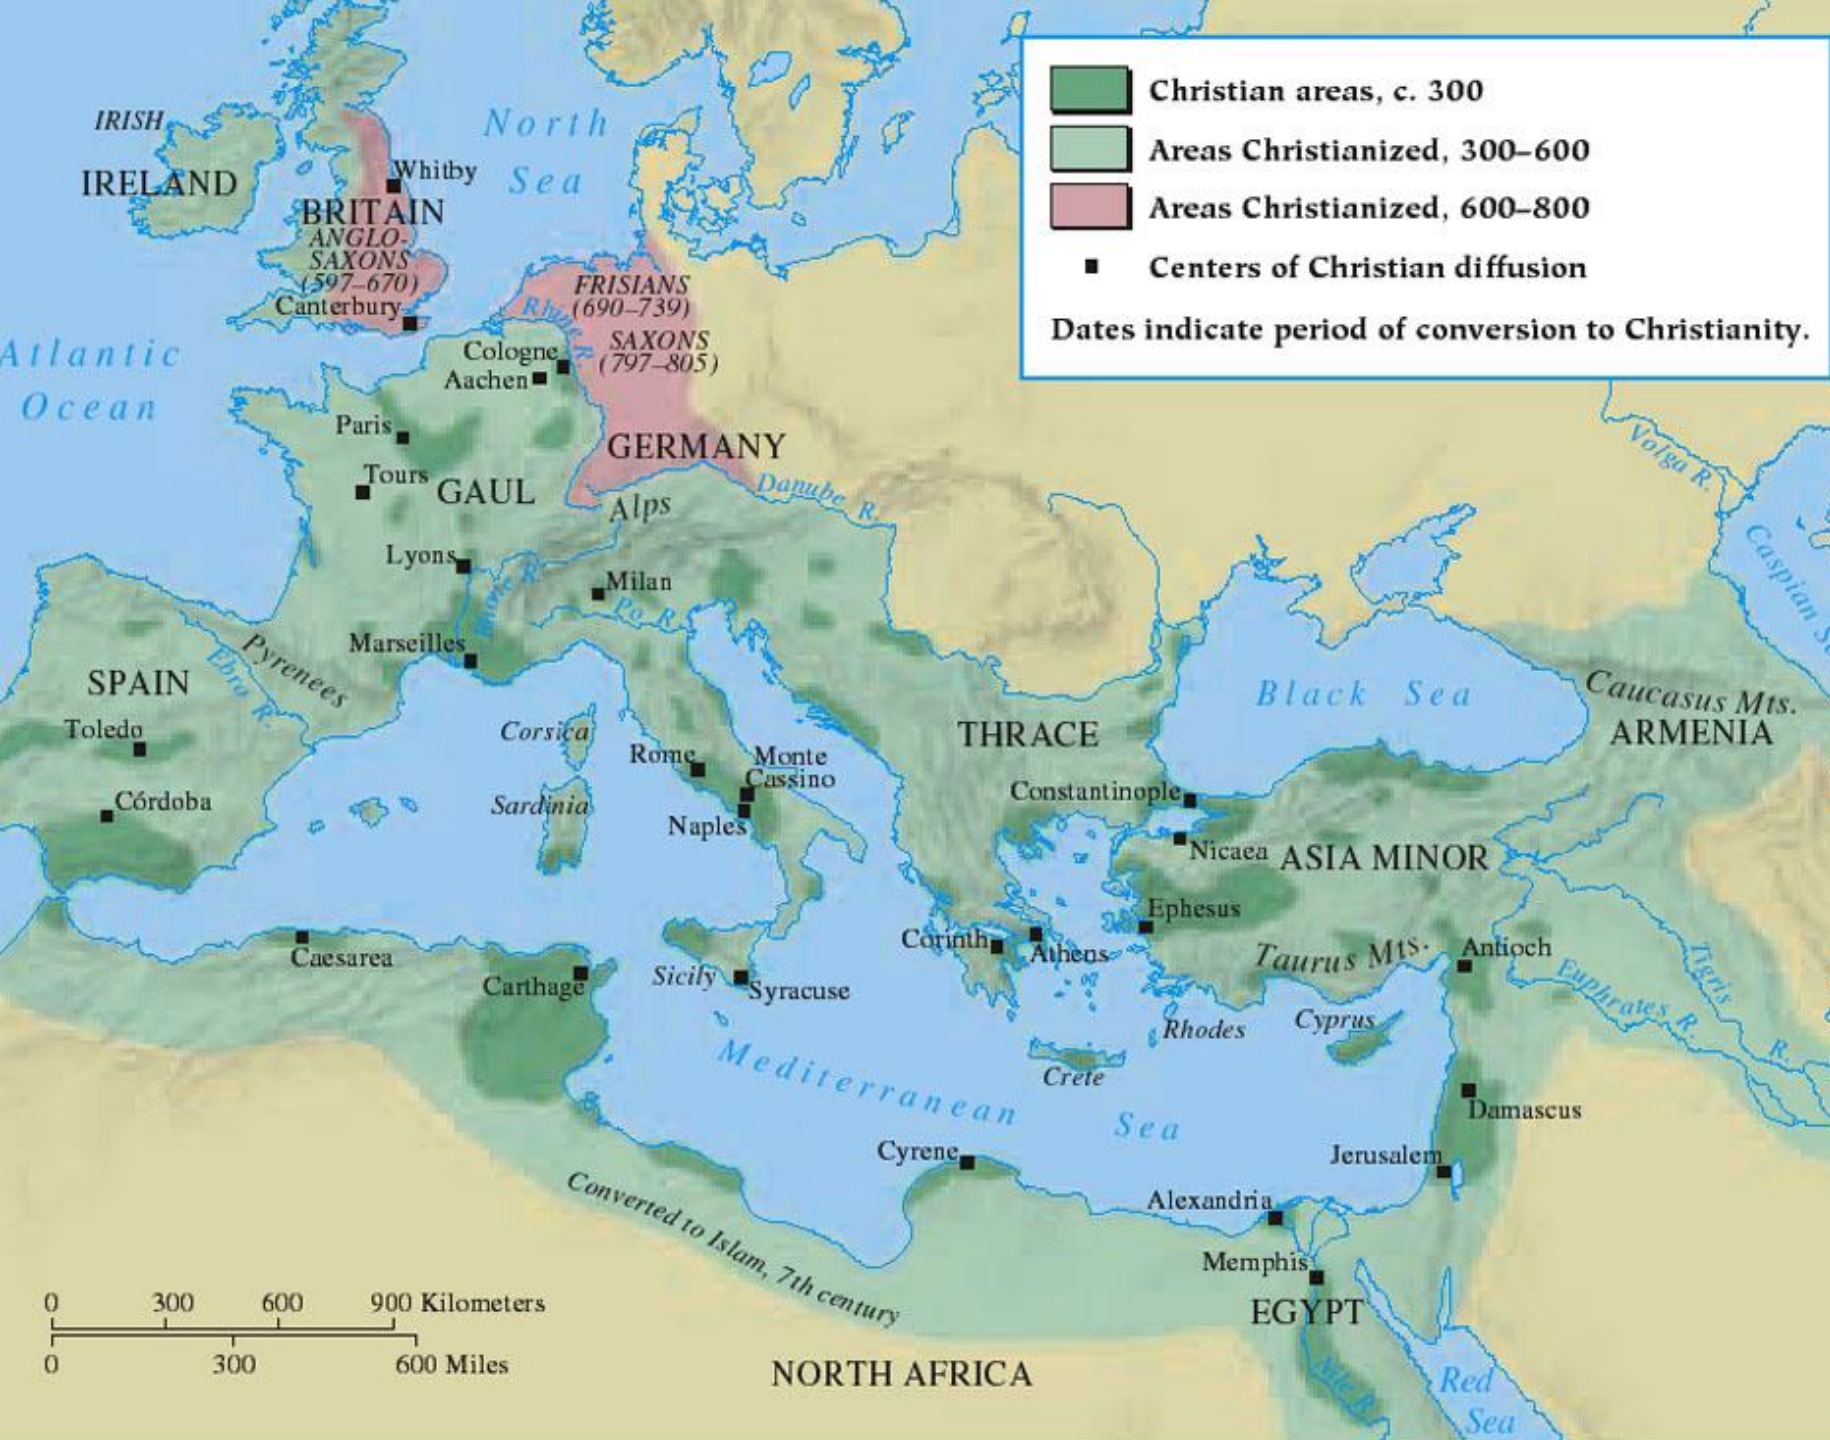 Christian areas, c. 300
Areas Christianized, 300–600
Areas Christianized, 600–800
Centers of Christian diffusion
Dates indicate period of conversion to Christianity.
North
Sea
IRISH
IRELAND
Whitby
BRITAIN
ANGLO-
SAXONS
(597–670)
Canterbury
FRISIANS
(690–739)
Rhine R.
SAXONS
(797–805)
Atlantic
Ocean
Cologne
Aachen
Paris
GERMANY
Tours
GAUL
Danube R.
Alps
Volga R.
Lyons
Rhone R.
Milan
Po R.
Caspian S
Marseilles
Pyrenees
SPAIN
Ebro R.
Toledo
Córdoba
Corsica
Sardinia
Rome
Monte
Cassino
Naples
THRACE
Black Sea
Caucasus Mts.
ARMENIA
Constantinople
Nicaea
ASIA MINOR
Ephesus
Corinth
Athens
Taurus Mts.
Antioch
Tigris
R.
Euphrates R.
Caesarea
Carthage
Sicily
Syracuse
Rhodes
Cyprus
Crete
Mediterranean
Sea
Damascus
Cyrene
Jerusalem
Alexandria
Converted to Islam, 7th century
Memphis
EGYPT
Nile R.
Red
Sea
NORTH AFRICA
0 300 600 900 Kilometers
0 300 600 Miles